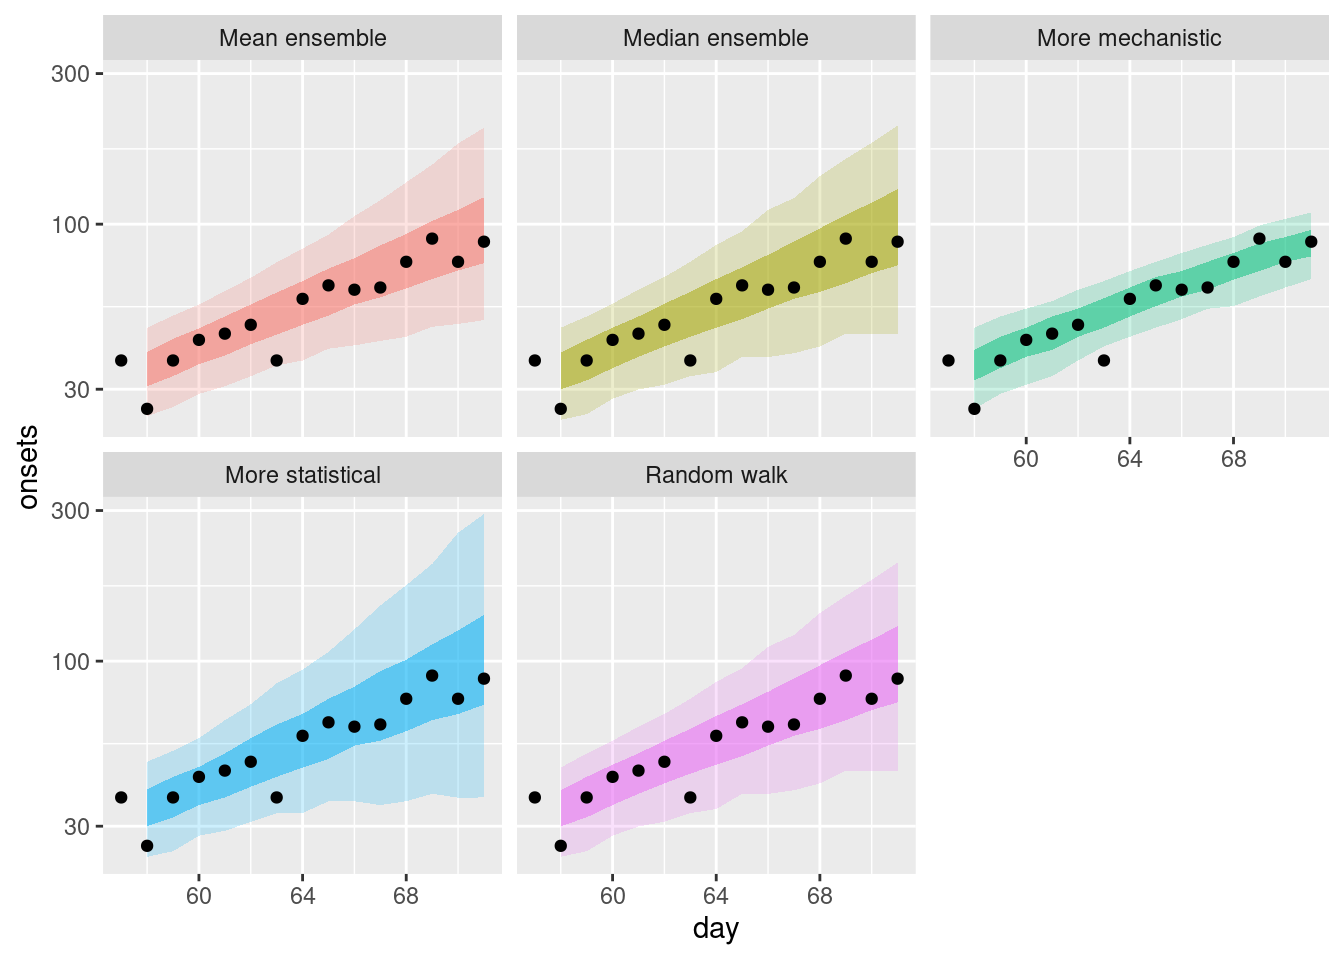 Mean ensemble
Median ensemble
More mechanistic
300
100
30
60
64
68
More statistical
Random walk
300
100
30
60
64
68
60
64
68
onsets
day